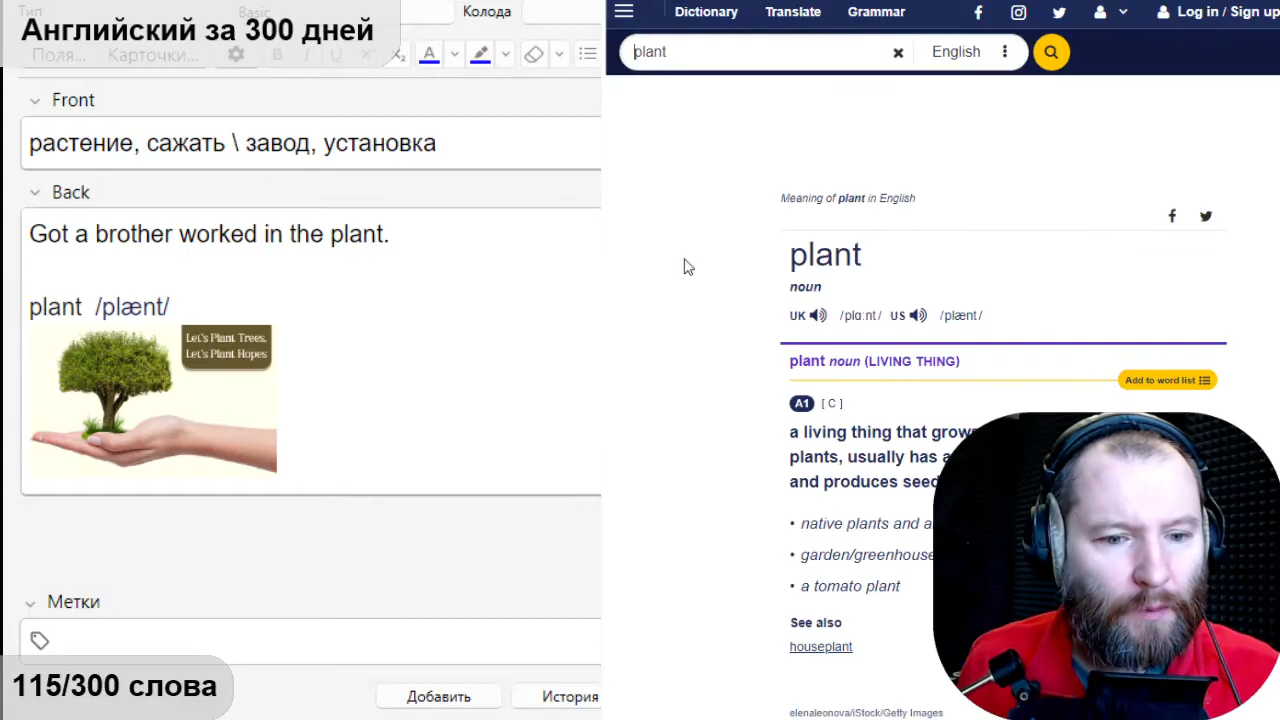 Тип
Basic
Колода
Английский за 300 дней
Поля...
Карточки...
B I U
A
Front
растение, сажать \ завод, установка
Back
Got a brother worked in the plant.
plant /plænt/
Let's Plant Trees,
Let's Plant Hopes
Метки
115/300 слова
Добавить
История
Dictionary
Translate
Grammar
Log in / Sign up
plant
English
Meaning of plant in English
plant
noun
UK /plɑːnt/ US /plænt/
plant noun (LIVING THING)
Add to word list
A1 [ C ]
a living thing that grows
plants, usually has a
and produces seed
• native plants and a
• garden/greenhouse
• a tomato plant
See also
houseplant
elenaleonova/iStock/Getty Images